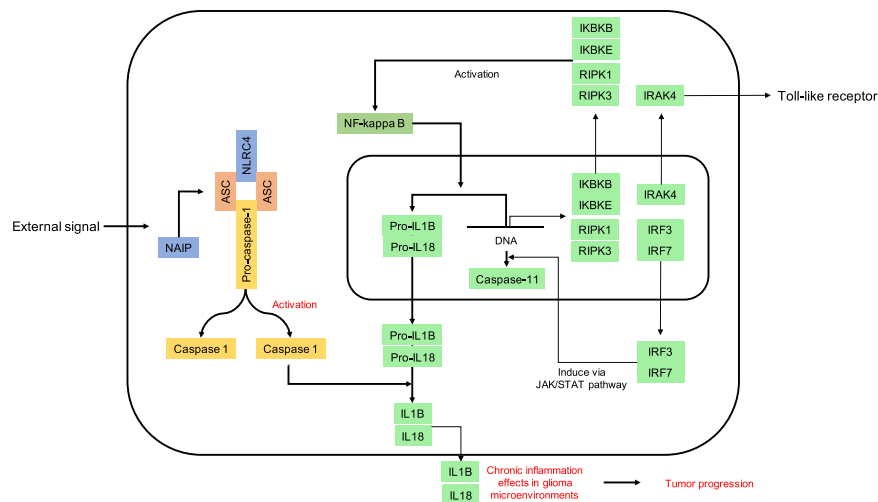 IKBKB
IKBKE
RIPK1
RIPK3
IRAK4
Toll-like receptor
Activation
NF-kappa B
NLRC4
ASC
ASC
Pro-caspase-1
External signal
NAIP
IKBKB
IKBKE
RIPK1
RIPK3
IRAK4
IRF3
IRF7
Pro-IL1B
Pro-IL18
DNA
Caspase-11
Activation
Caspase 1
Caspase 1
Pro-IL1B
Pro-IL18
IRF3
IRF7
Induce via
JAK/STAT pathway
IL1B
IL18
IL1B
IL18
Chronic inflammation
effects in glioma
microenvironments
Tumor progression